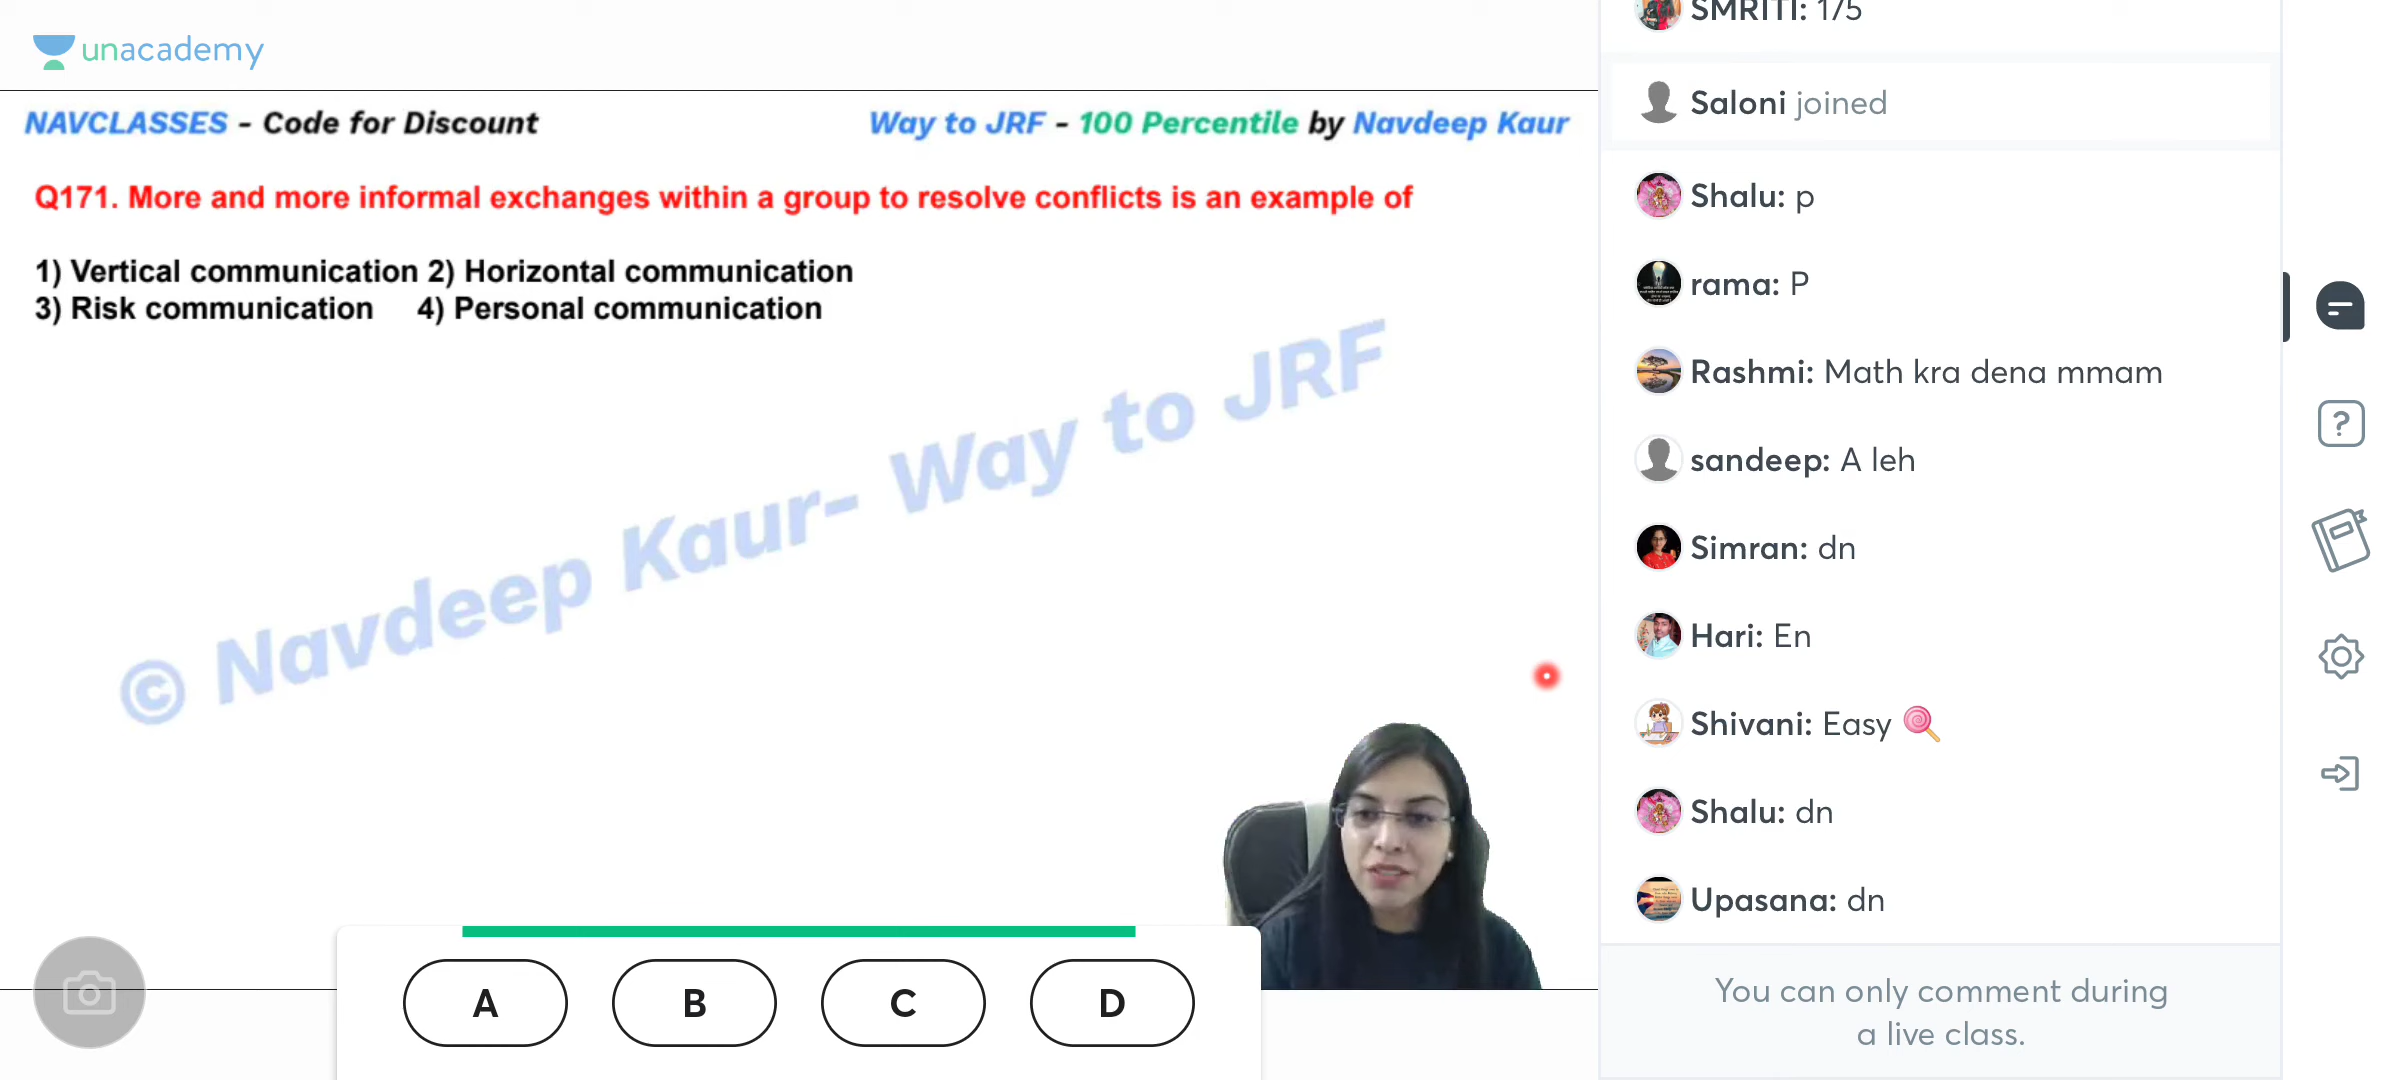 unacademy
NAVCLASSES - Code for Discount
Way to JRF - 100 Percentile by Navdeep Kaur
Q171. More and more informal exchanges within a group to resolve conflicts is an example of
1) Vertical communication 2) Horizontal communication
3) Risk communication 4) Personal communication
© Navdeep Kaur- Way to JRF
A B C D
SMRITI: 175
Saloni joined
Shalu: p
rama: P
Rashmi: Math kra dena mmam
sandeep: A leh
Simran: dn
Hari: En
Shivani: Easy 🍭
Shalu: dn
Upasana: dn
You can only comment during
a live class.
?